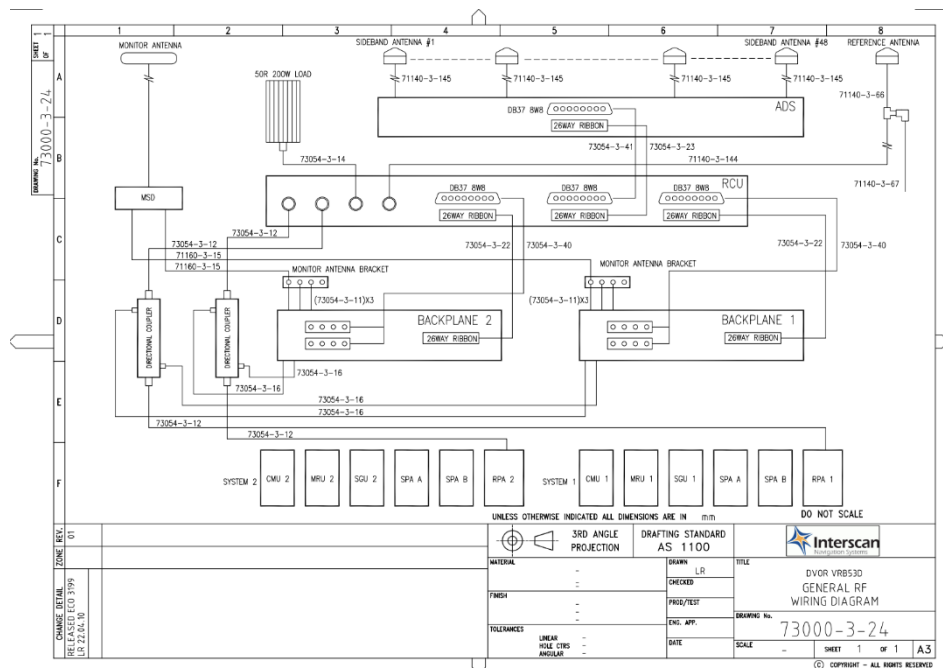 1 2 3 4 5 6 7 8
SHEET 1 OF 1
DRAWING No. 73000-3-24
A
B
C
D
E
F
MONITOR ANTENNA
SIDEBAND ANTENNA #1
SIDEBAND ANTENNA #48
REFERENCE ANTENNA
50R 200W LOAD
71140-3-145
71140-3-145
71140-3-145
71140-3-145
71140-3-66
ADS
DB37 8W8
26WAY RIBBON
73054-3-14
73054-3-41
73054-3-23
71140-3-144
71140-3-67
RCU
MSD
DB37 8W8
DB37 8W8
DB37 8W8
26WAY RIBBON
26WAY RIBBON
26WAY RIBBON
73054-3-12
73054-3-12
71160-3-15
71160-3-15
73054-3-22
73054-3-40
73054-3-22
73054-3-40
MONITOR ANTENNA BRACKET
MONITOR ANTENNA BRACKET
(73054-3-11)X3
(73054-3-11)X3
DIRECTIONAL COUPLER
DIRECTIONAL COUPLER
BACKPLANE 2
26WAY RIBBON
BACKPLANE 1
26WAY RIBBON
73054-3-16
73054-3-16
73054-3-16
73054-3-16
73054-3-12
73054-3-12
SYSTEM 2
CMU 2
MRU 2
SGU 2
SPA A
SPA B
RPA 2
SYSTEM 1
CMU 1
MRU 1
SGU 1
SPA A
SPA B
RPA 1
UNLESS OTHERWISE INDICATED ALL DIMENSIONS ARE IN mm
DO NOT SCALE
REV. 01
ZONE
CHANGE DETAIL
RELEASED ECO 3199
LR 22.04.10
3RD ANGLE
PROJECTION
DRAFTING STANDARD
AS 1100
Interscan
Navigation Systems
MATERIAL
-
FINISH
-
-
TOLERANCES
LINEAR -
HOLE CTRS -
ANGULAR -
DRAWN
LR
CHECKED
PROD/TEST
ENG. APP.
DATE
TITLE
DVOR VRB53D
GENERAL RF
WIRING DIAGRAM
DRAWING No.
73000-3-24
SCALE - SHEET 1 OF 1 A3
© COPYRIGHT - ALL RIGHTS RESERVED